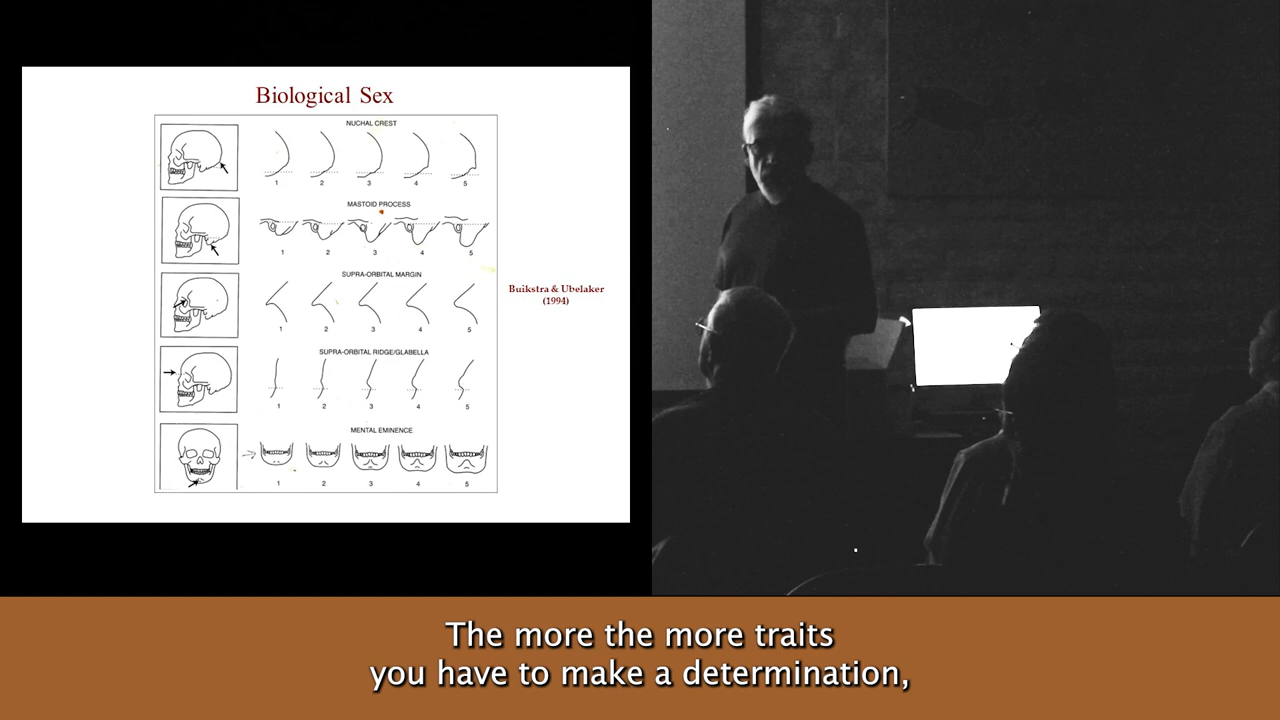 Biological Sex
NUCHAL CREST
1 2 3 4 5
MASTOID PROCESS
1 2 3 4 5
SUPRA-ORBITAL MARGIN
1 2 3 4 5
SUPRA-ORBITAL RIDGE/GLABELLA
1 2 3 4 5
MENTAL EMINENCE
1 2 3 4 5
Buikstra & Ubelaker
(1994)
The more the more traits
you have to make a determination,